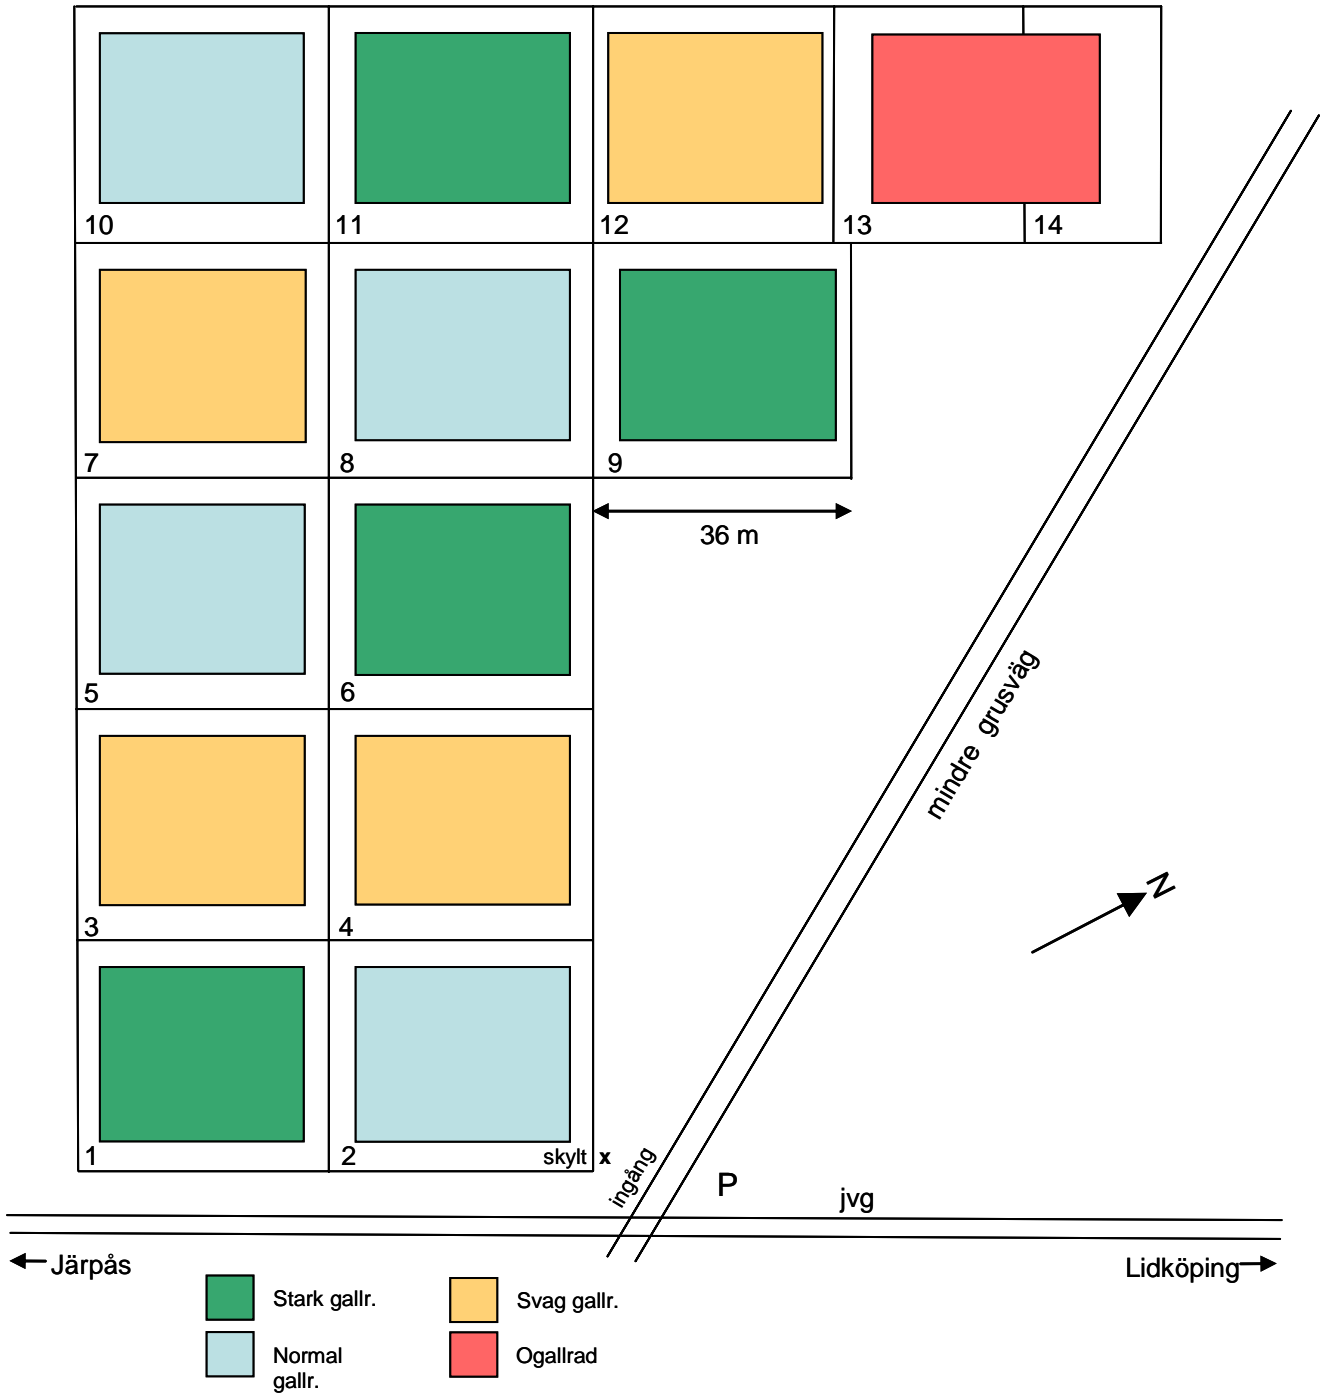 10 11 12 13 14
7 8 9
36 m
5 6
mindre grusväg
3 4
N
1 2 skylt x
ingång
P
jvg
Järpås
Lidköping
Stark gallr.
Svag gallr.
Normal
gallr.
Ogallrad